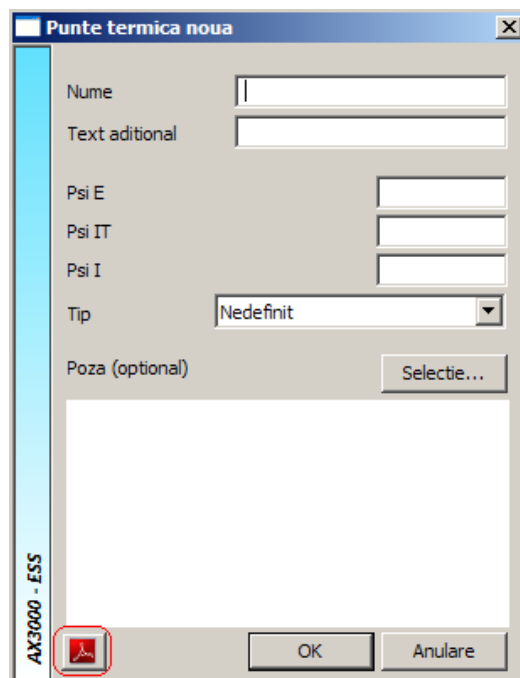 Punte termica noua
Nume
Text aditional
Psi E
Psi IT
Psi I
Tip
Nedefinit
Poza (optional)
Selectie...
AX3000 - ESS
OK
Anulare